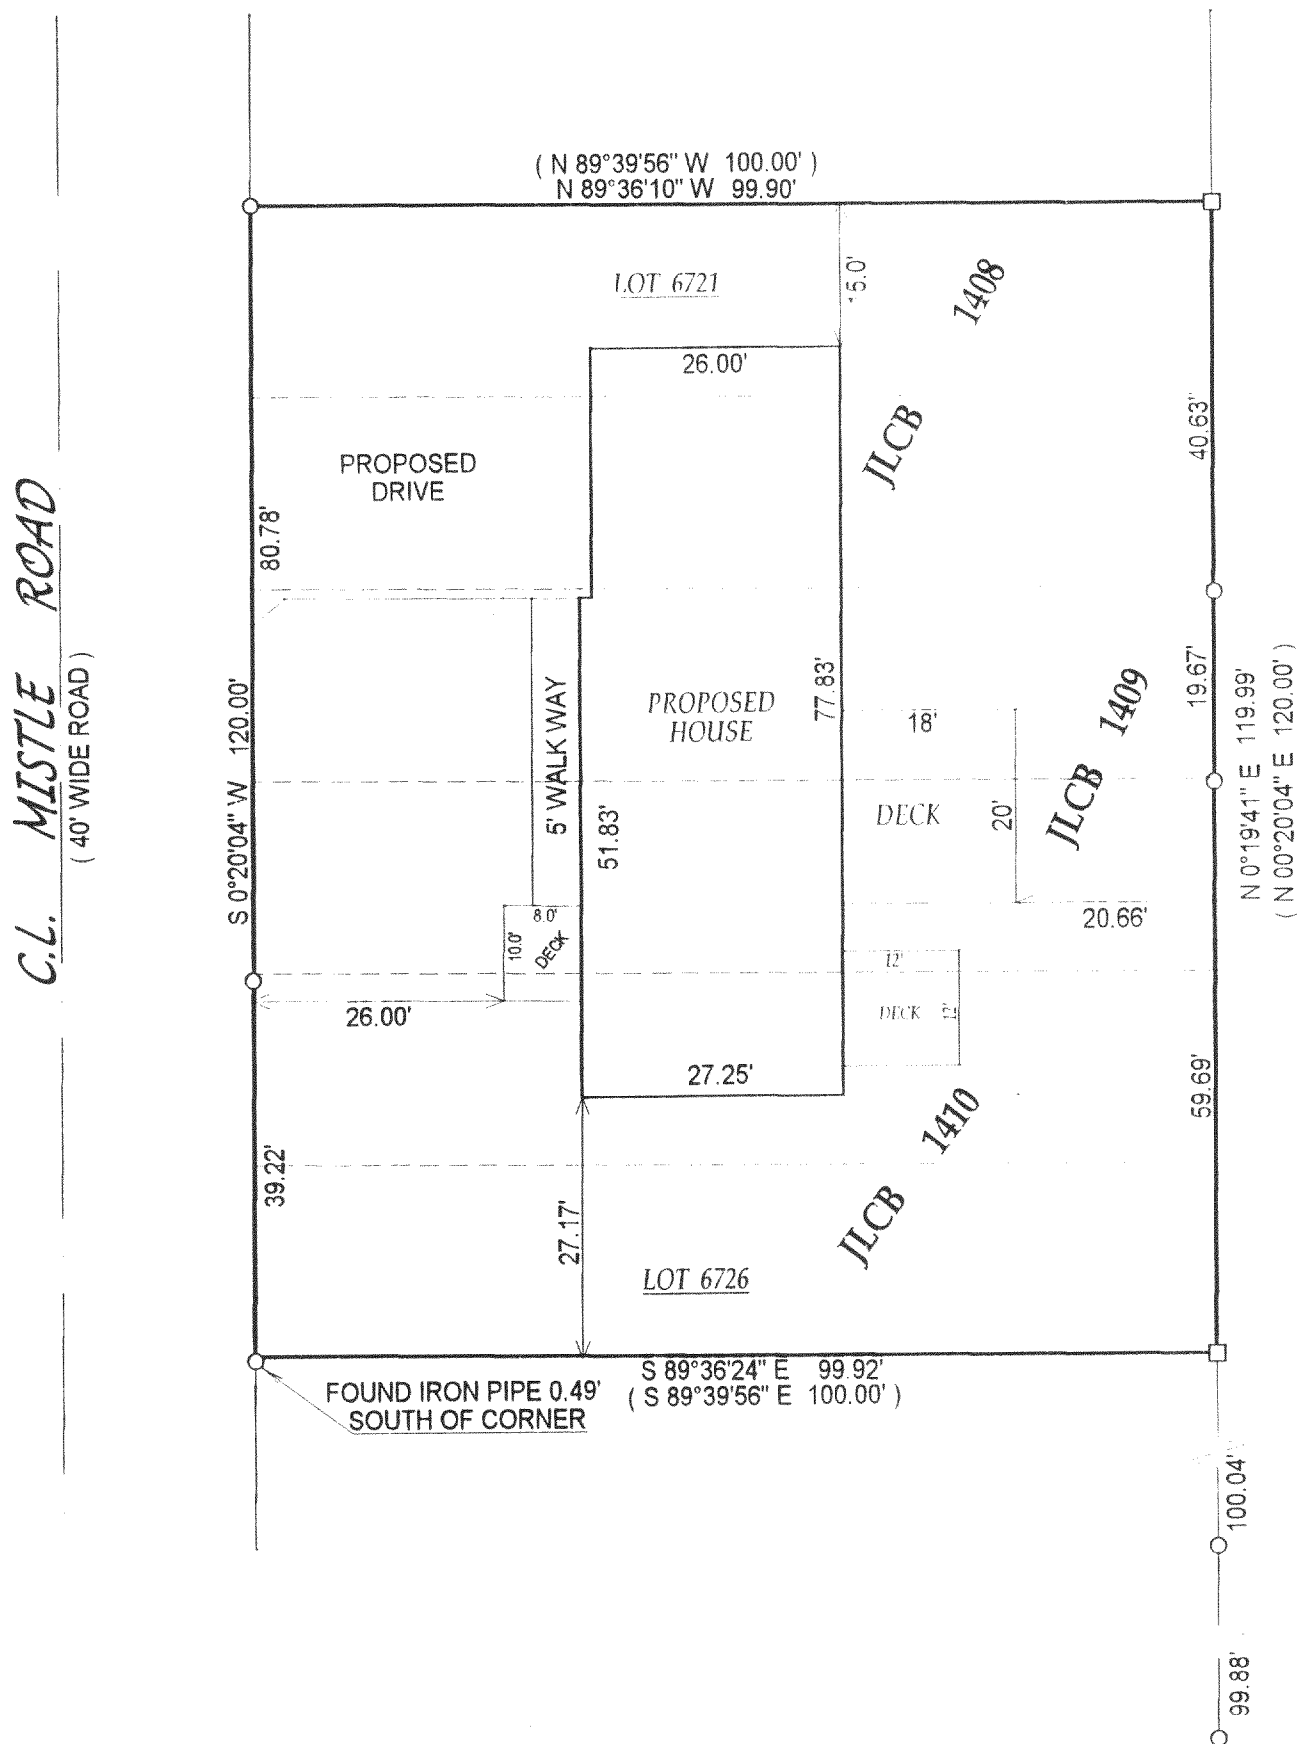 ( N 89°39'56" W 100.00' )
N 89°36'10" W 99.90'
LOT 6721
15.0'
1408
26.00'
JLCB
40.63'
PROPOSED
DRIVE
80.78'
C.L. MISTLE ROAD
( 40' WIDE ROAD )
S 0°20'04" W 120.00'
5' WALK WAY
51.83'
PROPOSED
HOUSE
77.83'
18'
DECK
20'
JLCB 1409
19.67'
N 0°19'41" E 119.99'
( N 00°20'04" E 120.00' )
8.0'
10.0'
DECK
20.66'
26.00'
12'
DECK
12'
27.25'
59.69'
39.22'
27.17'
JLCB 1410
LOT 6726
S 89°36'24" E 99.92'
( S 89°39'56" E 100.00' )
FOUND IRON PIPE 0.49'
SOUTH OF CORNER
100.04'
99.88'